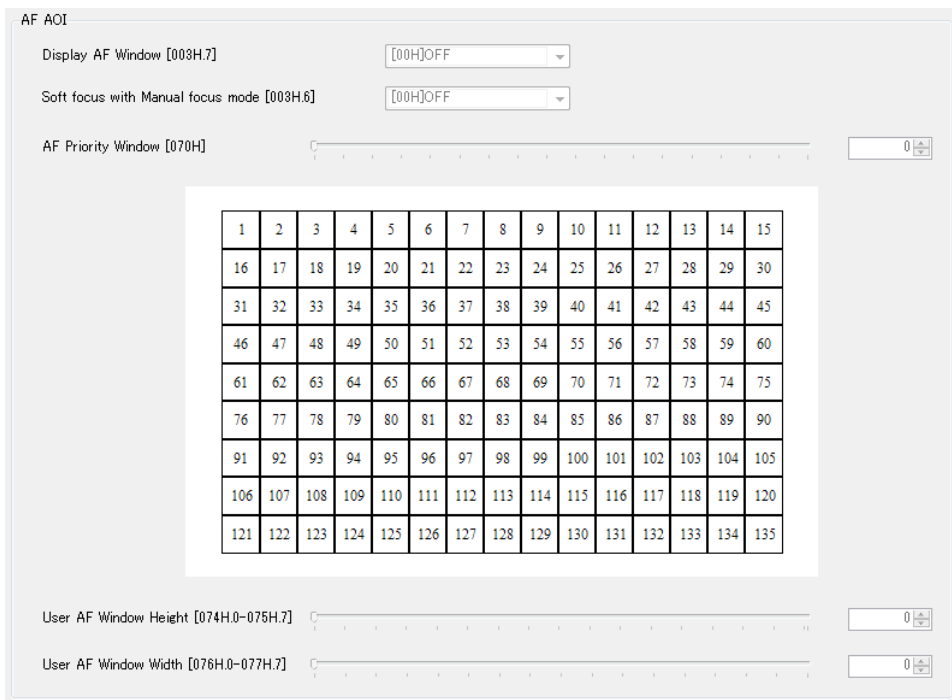 AF AOI
Display AF Window [003H.7] [00H]OFF
Soft focus with Manual focus mode [003H.6] [00H]OFF
AF Priority Window [070H] 0
1 2 3 4 5 6 7 8 9 10 11 12 13 14 15
16 17 18 19 20 21 22 23 24 25 26 27 28 29 30
31 32 33 34 35 36 37 38 39 40 41 42 43 44 45
46 47 48 49 50 51 52 53 54 55 56 57 58 59 60
61 62 63 64 65 66 67 68 69 70 71 72 73 74 75
76 77 78 79 80 81 82 83 84 85 86 87 88 89 90
91 92 93 94 95 96 97 98 99 100 101 102 103 104 105
106 107 108 109 110 111 112 113 114 115 116 117 118 119 120
121 122 123 124 125 126 127 128 129 130 131 132 133 134 135
User AF Window Height [074H.0-075H.7] 0
User AF Window Width [076H.0-077H.7] 0